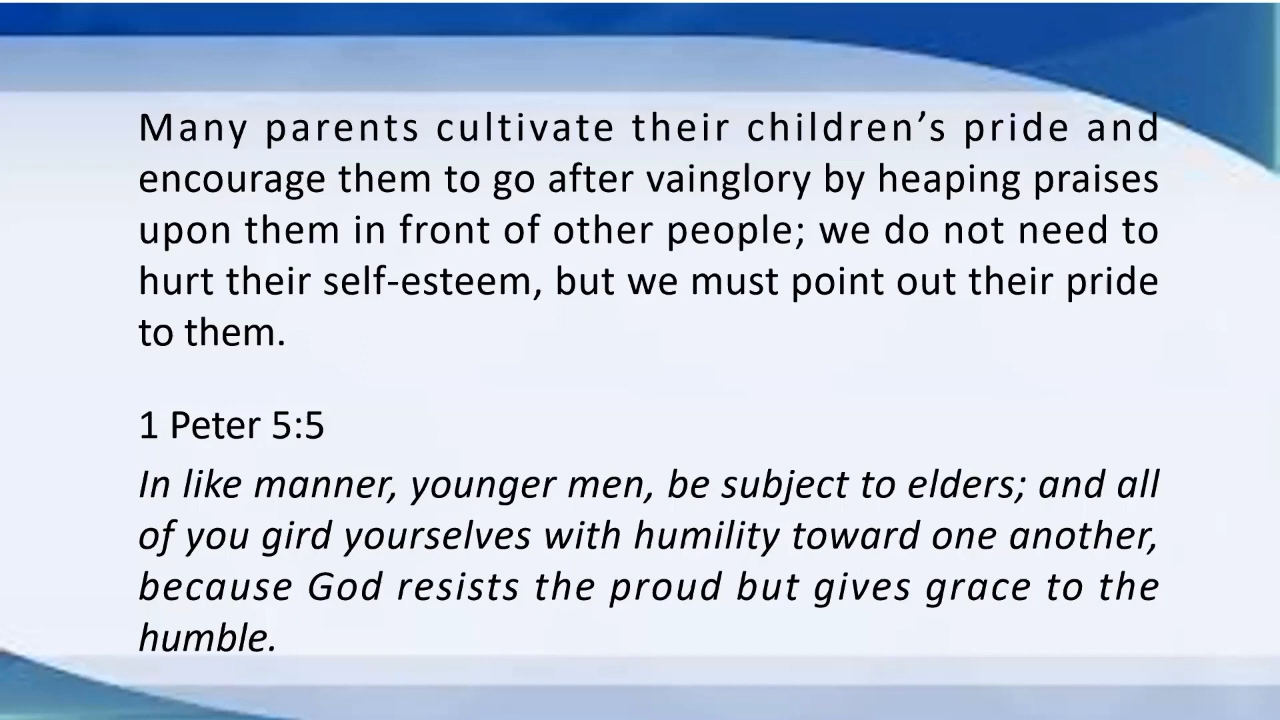 Many parents cultivate their children’s pride and
encourage them to go after vainglory by heaping praises
upon them in front of other people; we do not need to
hurt their self-esteem, but we must point out their pride
to them.
1 Peter 5:5
In like manner, younger men, be subject to elders; and all
of you gird yourselves with humility toward one another,
because God resists the proud but gives grace to the
humble.